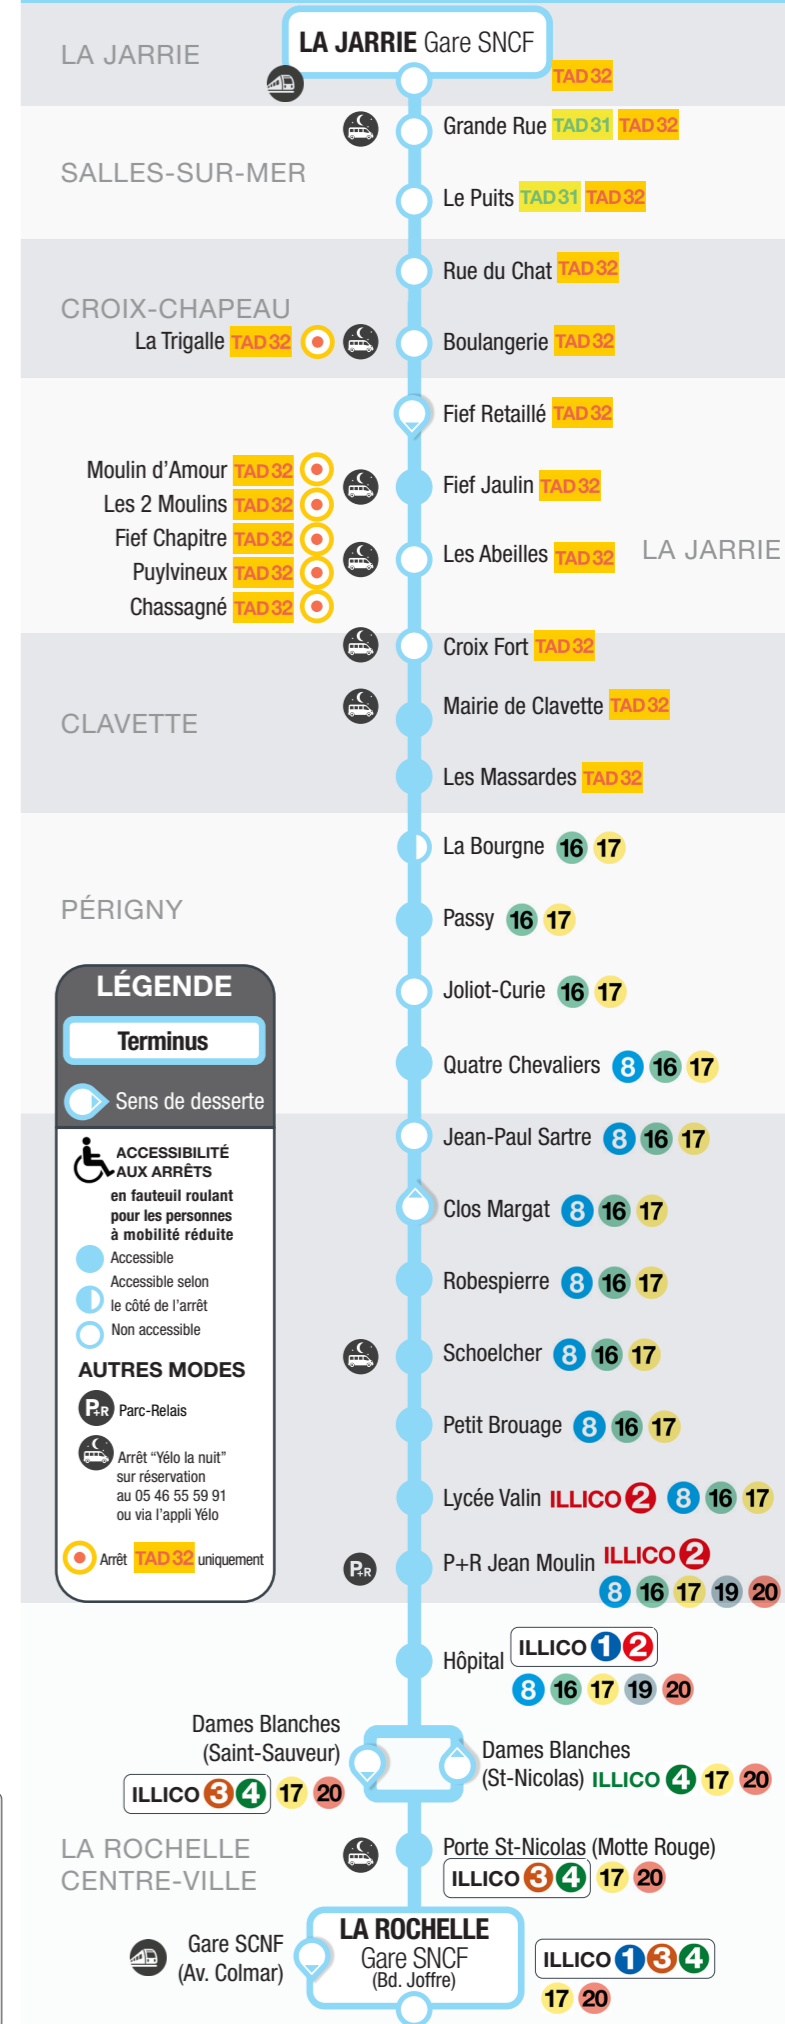 LA JARRIE
LA JARRIE Gare SNCF
TAD 32
Grande Rue TAD 31 TAD 32
SALLES-SUR-MER
Le Puits TAD 31 TAD 32
Rue du Chat TAD 32
CROIX-CHAPEAU
La Trigalle TAD 32
Boulangerie TAD 32
Fief Retaillé TAD 32
Moulin d'Amour TAD 32
Les 2 Moulins TAD 32
Fief Chapitre TAD 32
Puylvineux TAD 32
Chassagné TAD 32
Fief Jaulin TAD 32
Les Abeilles TAD 32
LA JARRIE
Croix Fort TAD 32
Mairie de Clavette TAD 32
CLAVETTE
Les Massardes TAD 32
La Bourgne 16 17
PÉRIGNY
Passy 16 17
Joliot-Curie 16 17
Quatre Chevaliers 8 16 17
Jean-Paul Sartre 8 16 17
Clos Margat 8 16 17
Robespierre 8 16 17
Schoelcher 8 16 17
Petit Brouage 8 16 17
Lycée Valin ILLICO 2 8 16 17
P+R Jean Moulin ILLICO 2
8 16 17 19 20
LÉGENDE
Terminus
Sens de desserte
ACCESSIBILITÉ
AUX ARRÊTS
en fauteuil roulant
pour les personnes
à mobilité réduite
Accessible
Accessible selon
le côté de l'arrêt
Non accessible
AUTRES MODES
P+R Parc-Relais
Arrêt "Yélo la nuit"
sur réservation
au 05 46 55 59 91
ou via l'appli Yélo
Arrêt TAD 32 uniquement
P+R
Hôpital ILLICO 1 2
8 16 17 19 20
Dames Blanches
(Saint-Sauveur)
ILLICO 3 4 17 20
Dames Blanches
(St-Nicolas) ILLICO 4 17 20
LA ROCHELLE
CENTRE-VILLE
Porte St-Nicolas (Motte Rouge)
ILLICO 3 4 17 20
Gare SCNF
(Av. Colmar)
LA ROCHELLE
Gare SNCF
(Bd. Joffre)
ILLICO 1 3 4
17 20